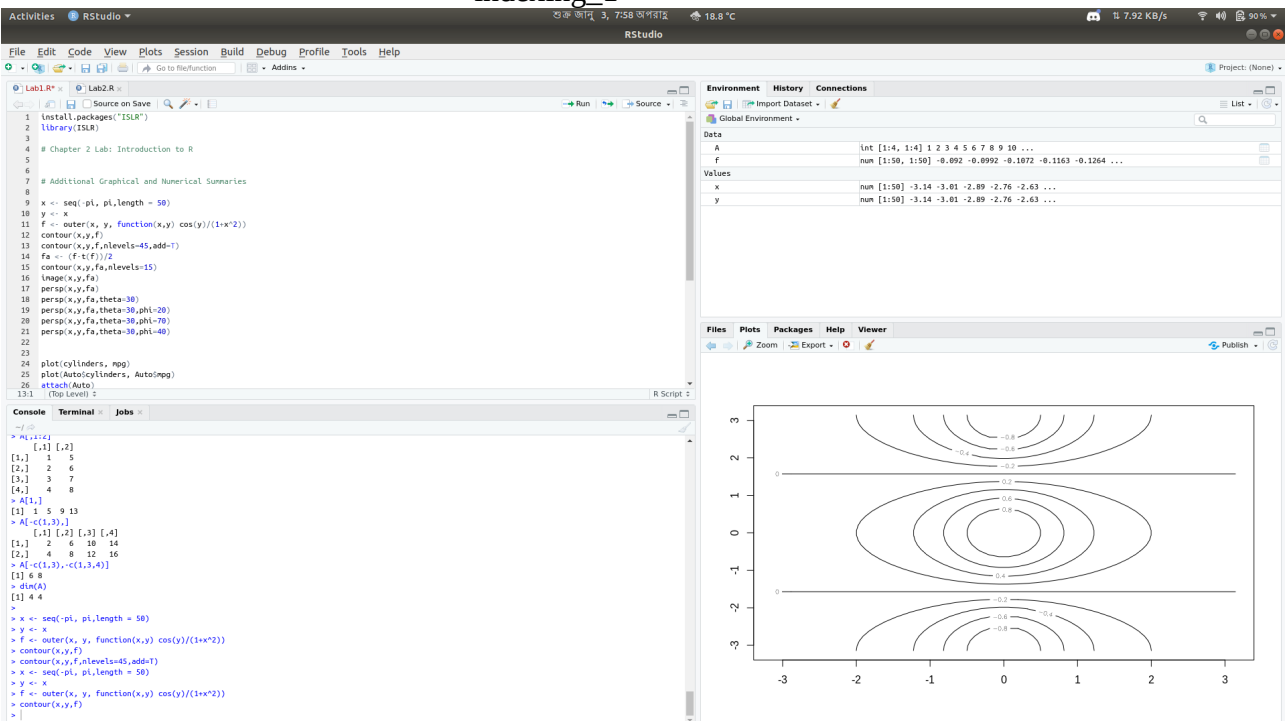 indexing_1
Activities RStudio শুক্র জানু 3, 7:58 অপরাহ্ণ 18.8 °C 7.92 KB/s 90 %
RStudio
File Edit Code View Plots Session Build Debug Profile Tools Help
Go to file/function Addins Project: (None)
Lab1.R* Lab2.R
Source on Save Run Source
1 install.packages("ISLR")
2 library(ISLR)
3
4 # Chapter 2 Lab: Introduction to R
5
6
7 # Additional Graphical and Numerical Summaries
8
9 x <- seq(-pi, pi,length = 50)
10 y <- x
11 f <- outer(x, y, function(x,y) cos(y)/(1+x^2))
12 contour(x,y,f)
13 contour(x,y,f,nlevels=45,add=T)
14 fa <- (f-t(f))/2
15 contour(x,y,fa,nlevels=15)
16 image(x,y,fa)
17 persp(x,y,fa)
18 persp(x,y,fa,theta=30)
19 persp(x,y,fa,theta=30,phi=20)
20 persp(x,y,fa,theta=30,phi=70)
21 persp(x,y,fa,theta=30,phi=40)
22
23
24 plot(cylinders, mpg)
25 plot(Auto$cylinders, Auto$mpg)
26 attach(Auto)
13:1 (Top Level) R Script
Console Terminal Jobs
~/
> A[,1:2]
[,1] [,2]
[1,] 1 5
[2,] 2 6
[3,] 3 7
[4,] 4 8
> A[1,]
[1] 1 5 9 13
> A[-c(1,3),]
[,1] [,2] [,3] [,4]
[1,] 2 6 10 14
[2,] 4 8 12 16
> A[-c(1,3),-c(1,3,4)]
[1] 6 8
> dim(A)
[1] 4 4
>
> x <- seq(-pi, pi,length = 50)
> y <- x
> f <- outer(x, y, function(x,y) cos(y)/(1+x^2))
> contour(x,y,f)
> contour(x,y,f,nlevels=45,add=T)
> x <- seq(-pi, pi,length = 50)
> y <- x
> f <- outer(x, y, function(x,y) cos(y)/(1+x^2))
> contour(x,y,f)
>
Environment History Connections
Import Dataset List
Global Environment
Data
A int [1:4, 1:4] 1 2 3 4 5 6 7 8 9 10 ...
f num [1:50, 1:50] -0.092 -0.0992 -0.1072 -0.1163 -0.1264 ...
Values
x num [1:50] -3.14 -3.01 -2.89 -2.76 -2.63 ...
y num [1:50] -3.14 -3.01 -2.89 -2.76 -2.63 ...
Files Plots Packages Help Viewer
Zoom Export Publish
3
-0.8
-0.6
-0.4
2
-0.2
0
0.2
1
0.6
0.8
0
-1
0.4
0
-0.2
-2
-0.4
-0.6
-0.8
-3
-3 -2 -1 0 1 2 3